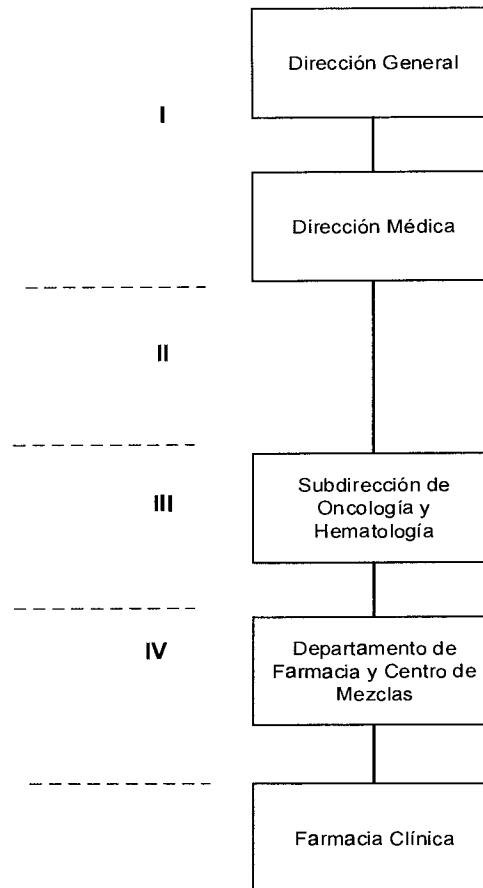 Dirección General
I
Dirección Médica
II
Subdirección de
Oncología y
Hematología
III
Departamento de
Farmacia y Centro de
Mezclas
IV
Farmacia Clínica